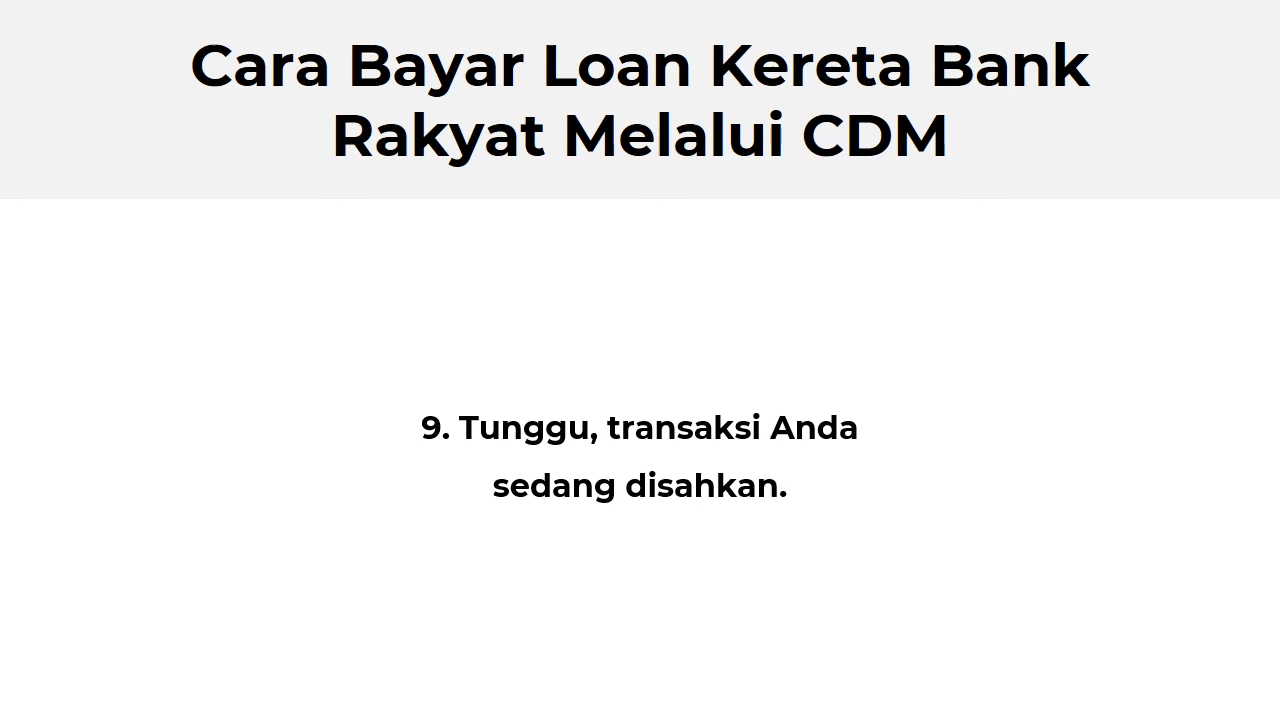 Cara Bayar Loan Kereta Bank
Rakyat Melalui CDM
9. Tunggu, transaksi Anda
sedang disahkan.